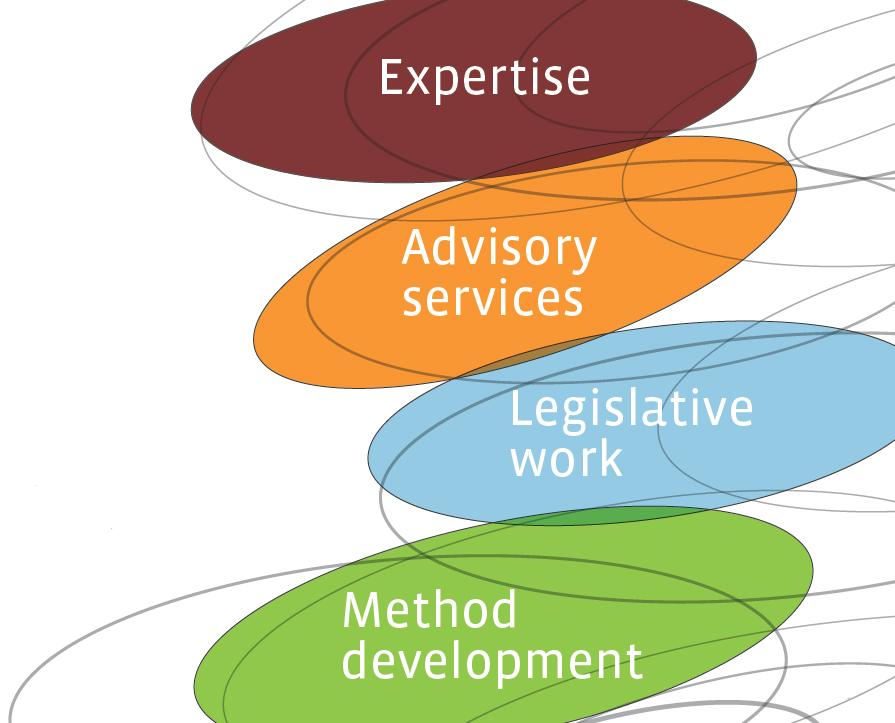 Expertise
Advisory
services
Legislative
work
Method
development